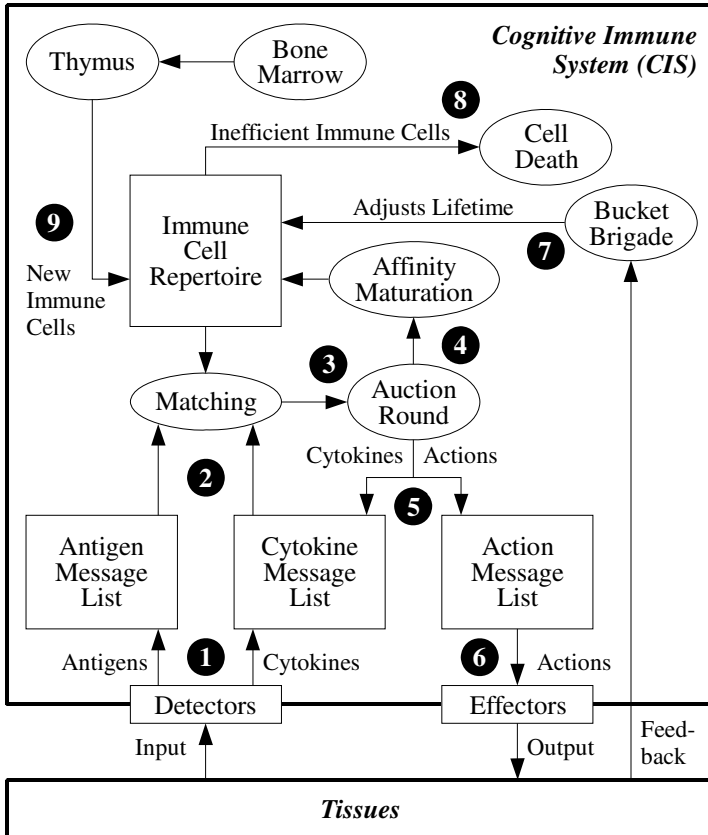 Cognitive Immune
System (CIS)
Thymus
Bone
Marrow
8
Inefficient Immune Cells
Cell
Death
9
Immune
Cell
Repertoire
Adjusts Lifetime
Bucket
Brigade
7
New
Immune
Cells
Affinity
Maturation
4
3
Matching
Auction
Round
Cytokines
Actions
2
5
Antigen
Message
List
Cytokine
Message
List
Action
Message
List
1
Antigens
Cytokines
6
Actions
Detectors
Effectors
Input
Output
Feed-
back
Tissues